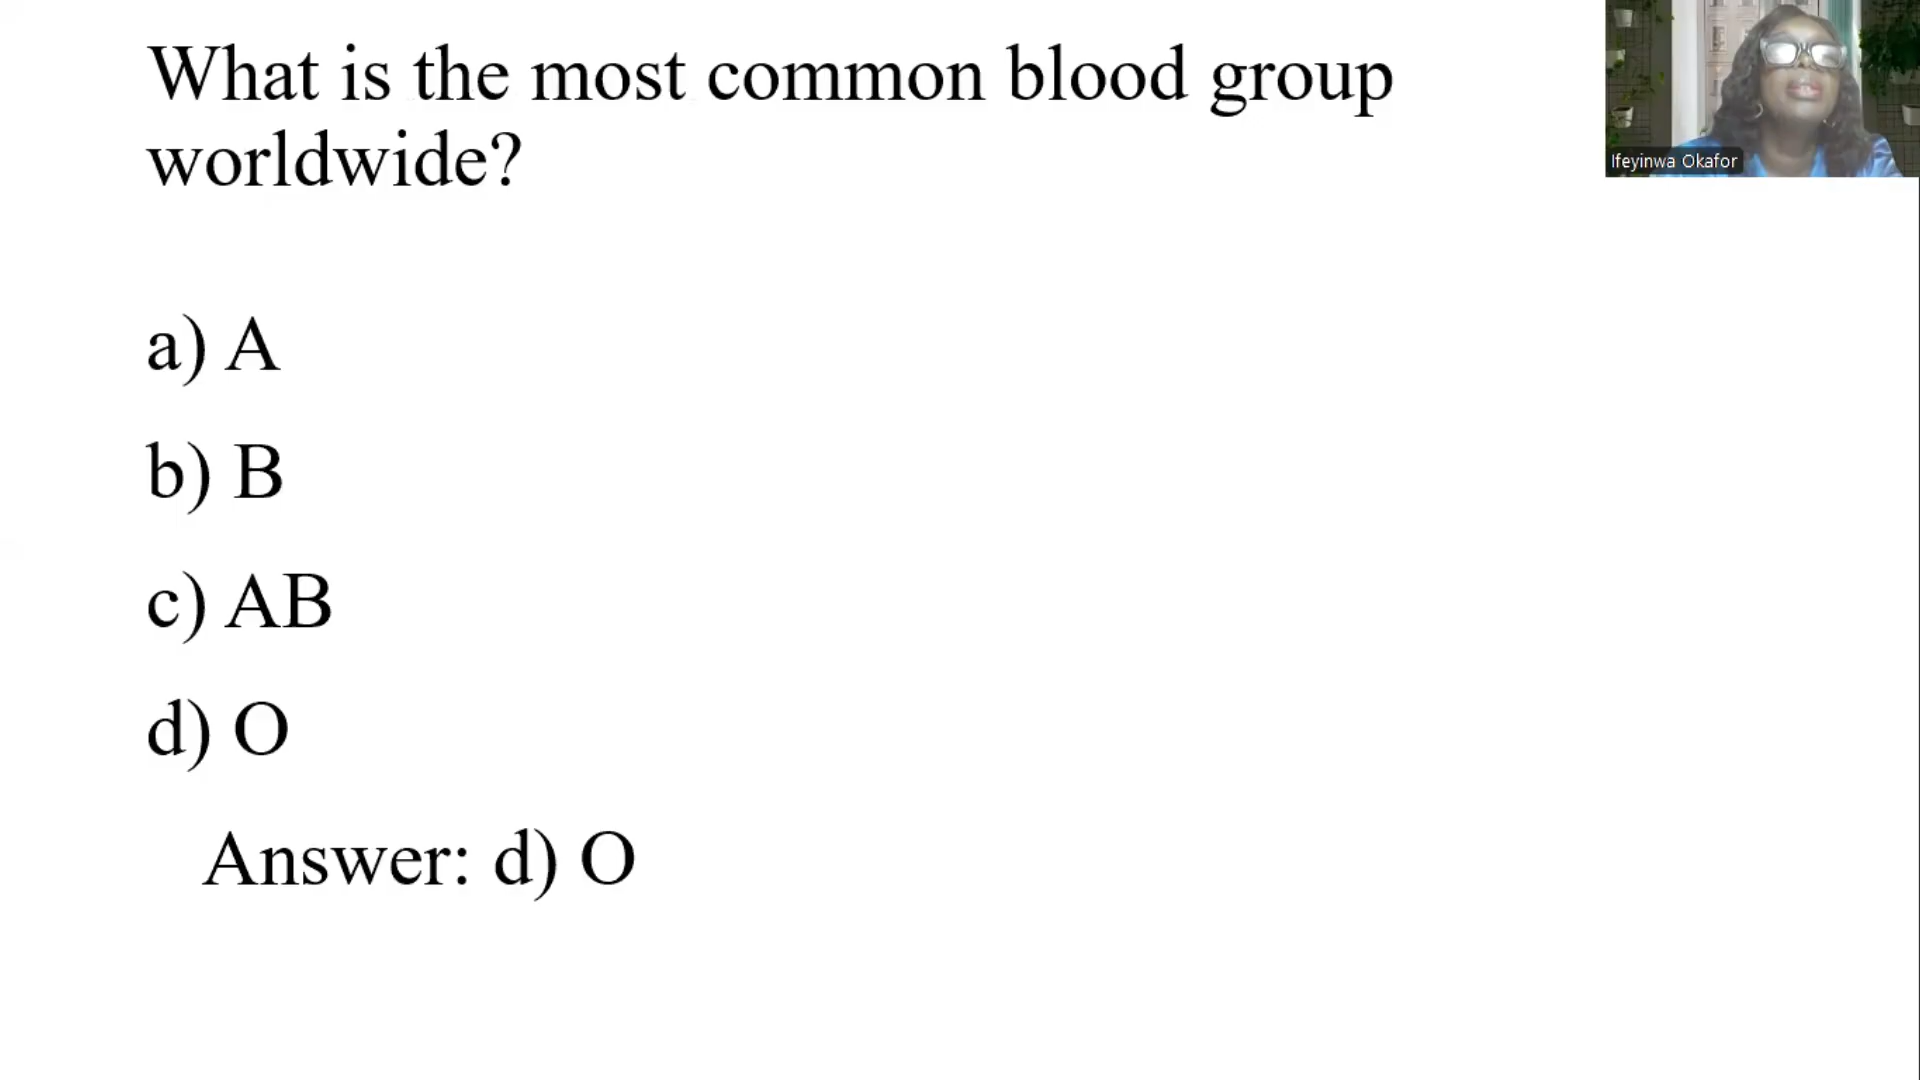 What is the most common blood group
worldwide?
Ifeyinwa Okafor
a) A
b) B
c) AB
d) O
Answer: d) O